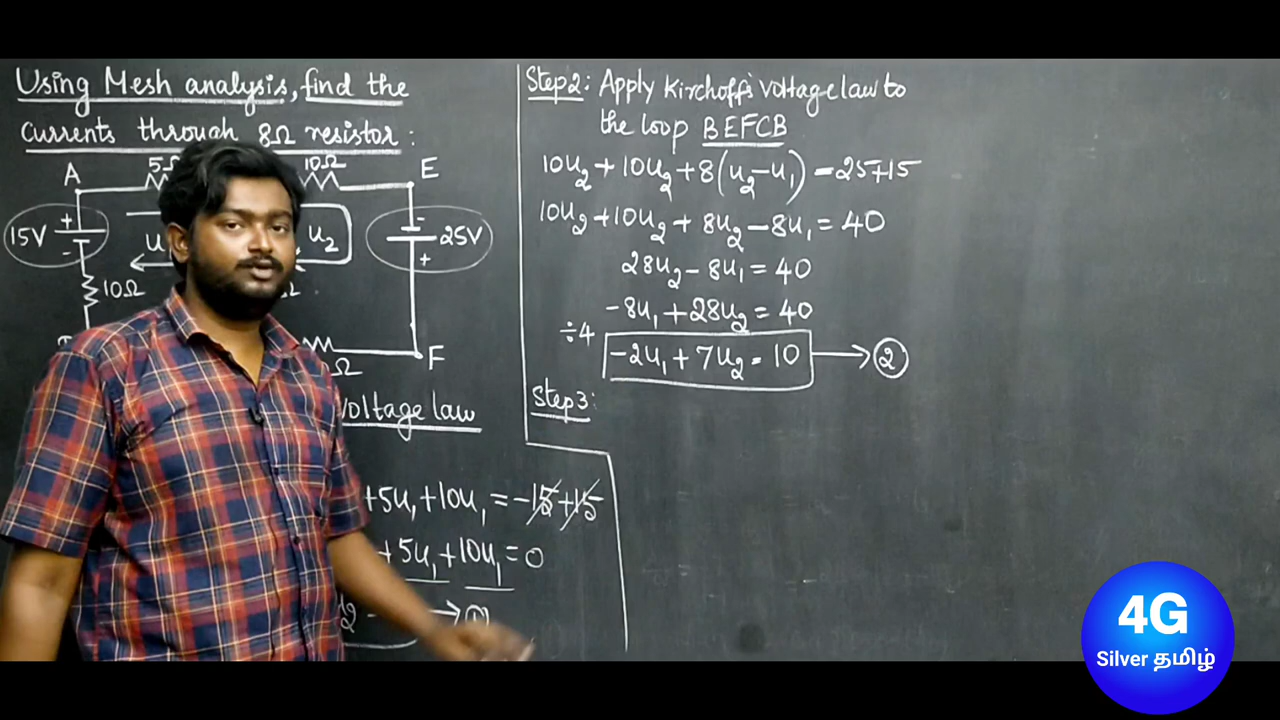 Using Mesh analysis, find the
currents through 8Ω resistor:
A
5Ω
10Ω
E
15V
+
-
u₂
-
25V
+
10Ω
F
Ω
voltage law
+5u₁+10u₁ = -15+15
+5u₁+10u₁ = 0
→ ①
Step2: Apply Kirchoff's voltage law to
the loop BEFCB
10u₂+10u₂+8(u₂-u₁) = 25+15
10u₂+10u₂+8u₂-8u₁ = 40
28u₂-8u₁ = 40
-8u₁+28u₂ = 40
÷4
-2u₁+7u₂ = 10 → ②
Step3:
4G
Silver தமிழ்